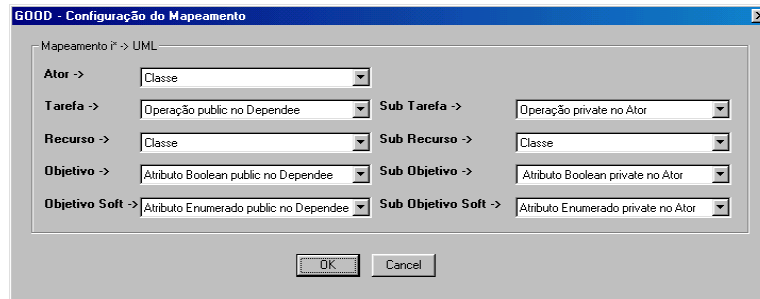 GOOD - Configuração do Mapeamento
Mapeamento i* -> UML
Ator -> Classe
Tarefa -> Operação public no Dependee Sub Tarefa -> Operação private no Ator
Recurso -> Classe Sub Recurso -> Classe
Objetivo -> Atributo Boolean public no Dependee Sub Objetivo -> Atributo Boolean private no Ator
Objetivo Soft -> Atributo Enumerado public no Dependee Sub Objetivo Soft -> Atributo Enumerado private no Ator
OK Cancel